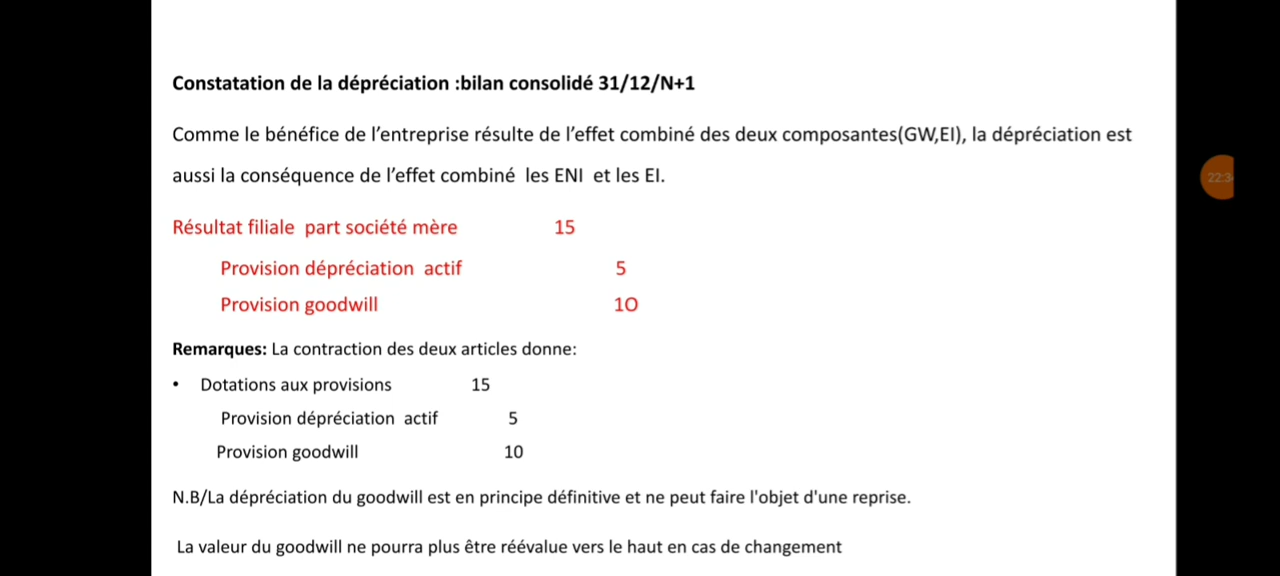 Constatation de la dépréciation :bilan consolidé 31/12/N+1
Comme le bénéfice de l'entreprise résulte de l'effet combiné des deux composantes(GW,EI), la dépréciation est
aussi la conséquence de l'effet combiné les ENI et les EI.
Résultat filiale part société mère 15
Provision dépréciation actif 5
Provision goodwill 1O
Remarques: La contraction des deux articles donne:
• Dotations aux provisions 15
Provision dépréciation actif 5
Provision goodwill 10
N.B/La dépréciation du goodwill est en principe définitive et ne peut faire l'objet d'une reprise.
La valeur du goodwill ne pourra plus être réévalue vers le haut en cas de changement